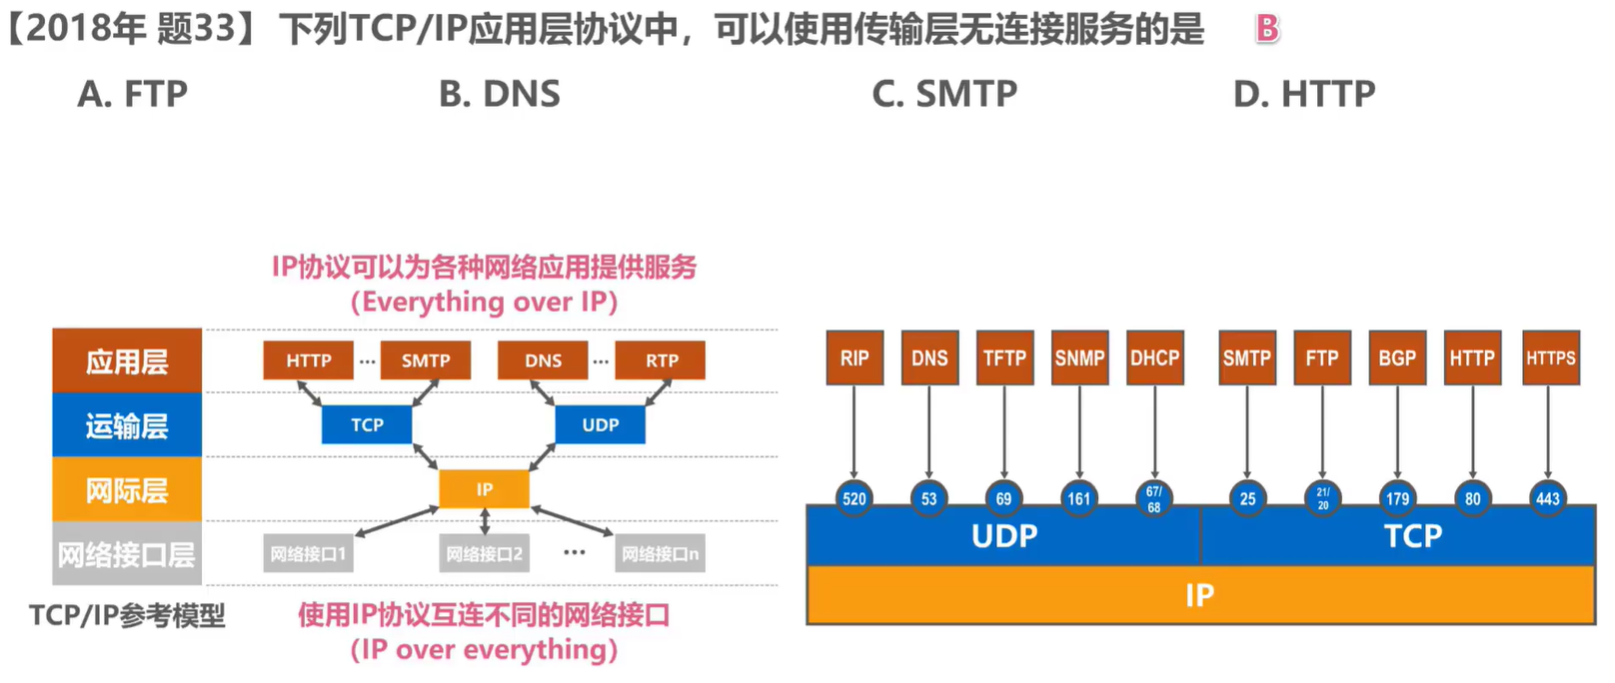 【2018年 题33】下列TCP/IP应用层协议中，可以使用传输层无连接服务的是 B
A. FTP B. DNS C. SMTP D. HTTP
IP协议可以为各种网络应用提供服务
（Everything over IP）
应用层 HTTP ··· SMTP DNS ··· RTP
运输层 TCP UDP
网际层 IP
网络接口层 网络接口1 网络接口2 ··· 网络接口n
TCP/IP参考模型
使用IP协议互连不同的网络接口
（IP over everything）
RIP DNS TFTP SNMP DHCP SMTP FTP BGP HTTP HTTPS
520 53 69 161 67/68 25 21/20 179 80 443
UDP TCP
IP